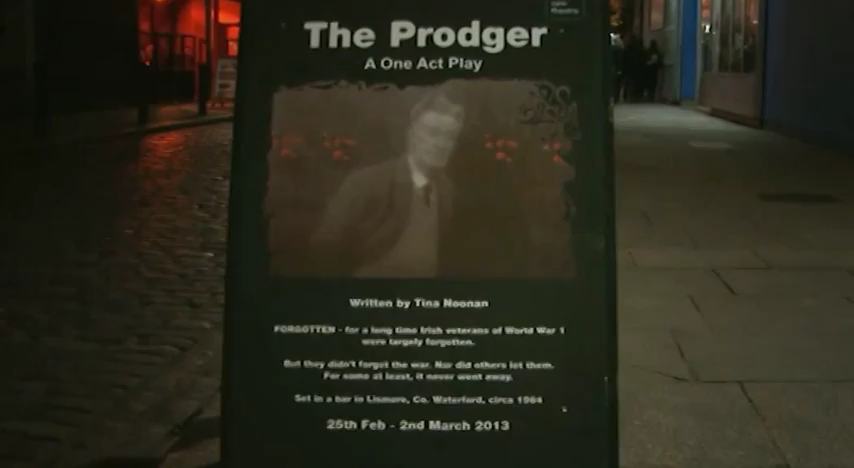 The Prodger
A One Act Play
Written by Tina Noonan
FORGOTTEN - for a long time Irish veterans of World War 1
were largely forgotten.
But they didn't forget the war. Nor did others let them.
For some at least, it never went away.
Set in a bar in Lismore, Co. Waterford, circa 1964
25th Feb - 2nd March 2013